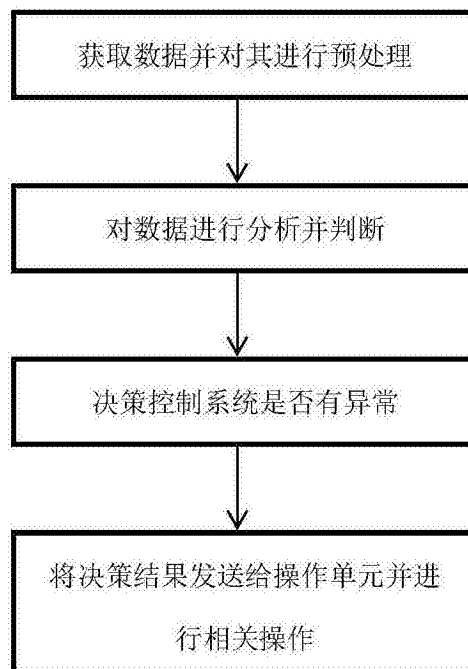 获取数据并对其进行预处理
对数据进行分析并判断
决策控制系统是否有异常
将决策结果发送给操作单元并进
行相关操作